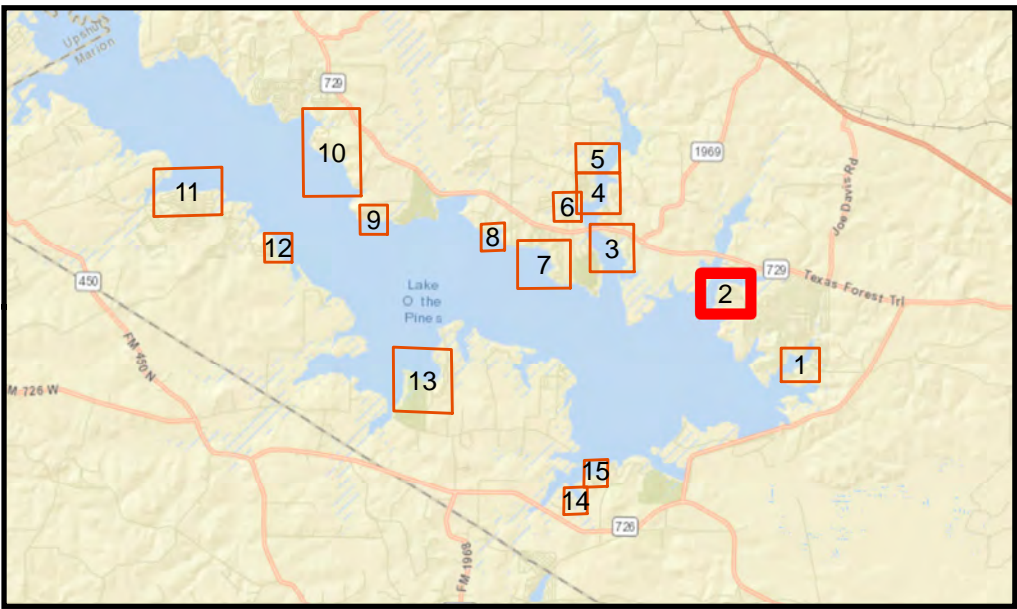 Upshur
Marion
729
5
1969
10
4
Joe Davis Rd
11
6
9
8
3
12
7
729
450
Lake
O the
Pines
2
Texas Forest Trl
FM 450 N
1
13
M 726 W
15
14
726
FM 1968